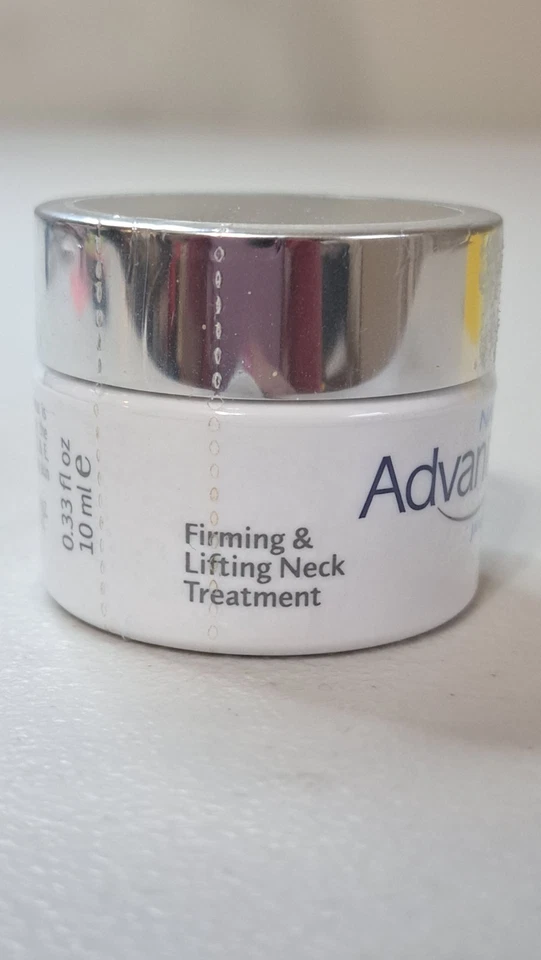 0.33 fl oz
10 ml e
Firming &
Lifting Neck
Treatment
Advan